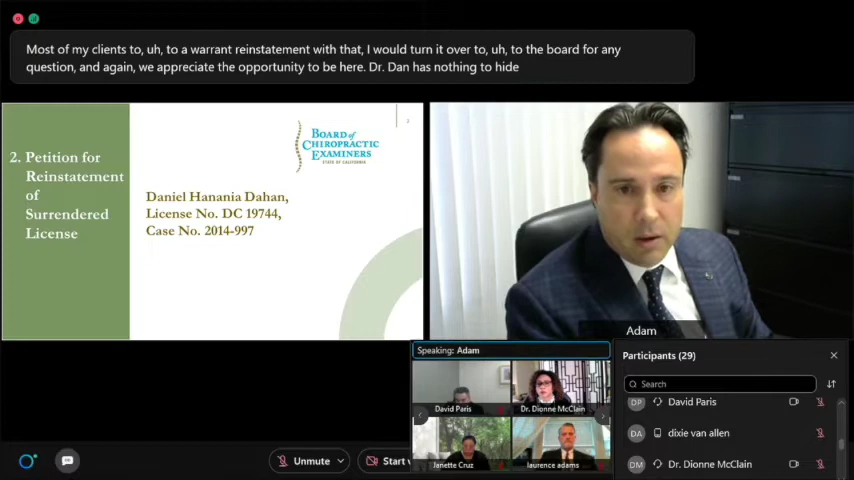 Most of my clients to, uh, to a warrant reinstatement with that, I would turn it over to, uh, to the board for any
question, and again, we appreciate the opportunity to be here. Dr. Dan has nothing to hide
2. Petition for
Reinstatement
of
Surrendered
License
2
BOARD of
CHIROPRACTIC
EXAMINERS
STATE OF CALIFORNIA
Daniel Hanania Dahan,
License No. DC 19744,
Case No. 2014-997
Adam
Speaking: Adam
David Paris
Dr. Dionne McClain
Janette Cruz
laurence adams
Participants (29)
Search
DP David Paris
DA dixie van allen
DM Dr. Dionne McClain
Unmute
Start